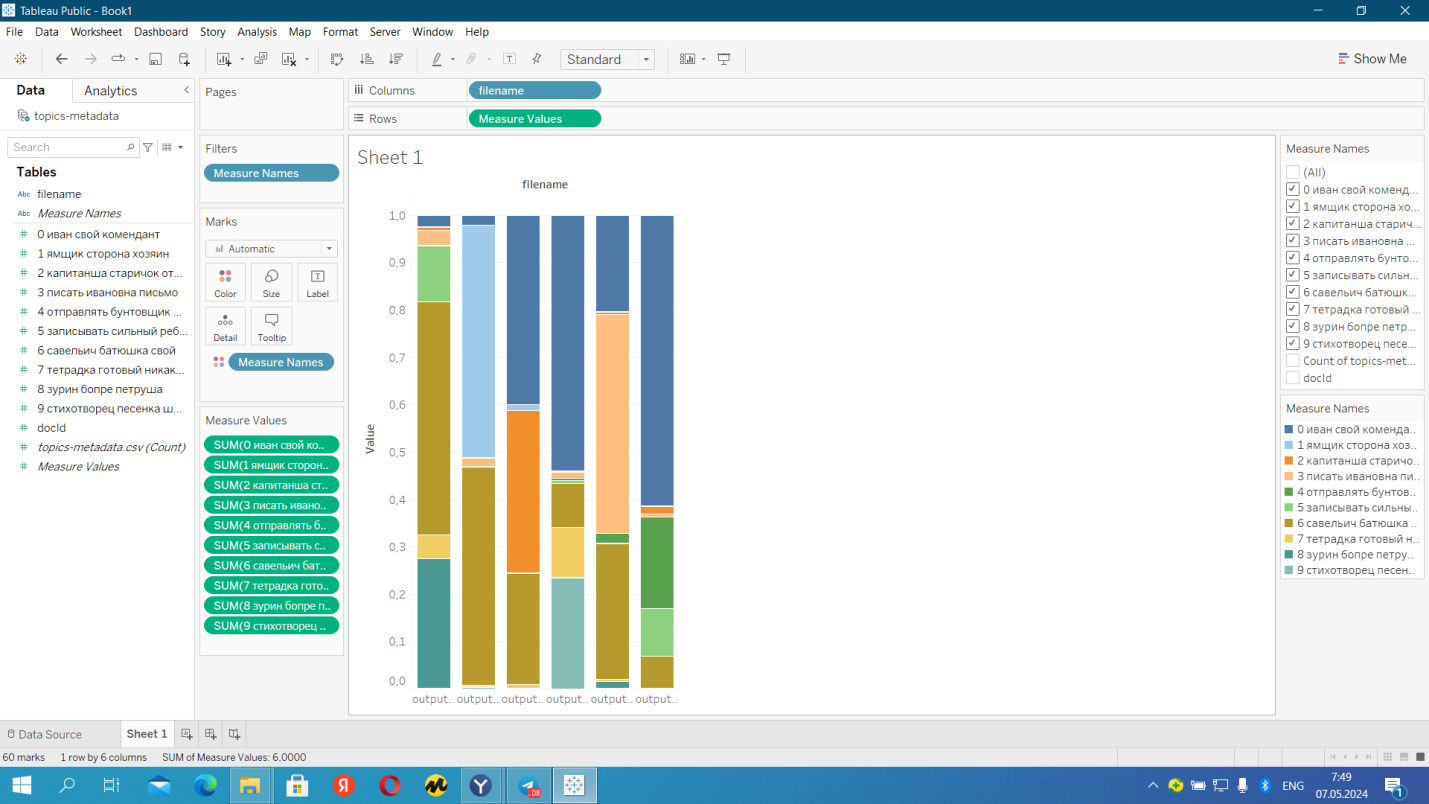 Tableau Public - Book1
File Data Worksheet Dashboard Story Analysis Map Format Server Window Help
Standard
Show Me
Data Analytics
topics-metadata
Search
Tables
Abc filename
Abc Measure Names
# 0 иван свой комендант
# 1 ямщик сторона хозяин
# 2 капитанша старичок от...
# 3 писать ивановна письмо
# 4 отправлять бунтовщик ...
# 5 записывать сильный реб...
# 6 савельич батюшка свой
# 7 тетрадка готовый никак...
# 8 зурин бопре петруша
# 9 стихотворец песенка ш...
# docId
# topics-metadata.csv (Count)
# Measure Values
Pages
Filters
Measure Names
Marks
Automatic
Color Size Label
Detail Tooltip
Measure Names
Measure Values
SUM(0 иван свой ко..
SUM(1 ямщик сторон..
SUM(2 капитанша ст..
SUM(3 писать ивано..
SUM(4 отправлять б..
SUM(5 записывать с..
SUM(6 савельич бат..
SUM(7 тетрадка гото..
SUM(8 зурин бопре п..
SUM(9 стихотворец ..
Columns filename
Rows Measure Values
Sheet 1
filename
Value
1,0
0,9
0,8
0,7
0,6
0,5
0,4
0,3
0,2
0,1
0,0
output.. output.. output.. output.. output.. output..
Measure Names
(All)
0 иван свой коменд...
1 ямщик сторона хо...
2 капитанша старич...
3 писать ивановна ...
4 отправлять бунто...
5 записывать сильн...
6 савельич батюшк...
7 тетрадка готовый ...
8 зурин бопре петр...
9 стихотворец песе...
Count of topics-met...
docId
Measure Names
0 иван свой коменда..
1 ямщик сторона хоз..
2 капитанша старичо..
3 писать ивановна пи..
4 отправлять бунтов..
5 записывать сильны..
6 савельич батюшка ..
7 тетрадка готовый н..
8 зурин бопре петру..
9 стихотворец песен..
Data Source Sheet 1
60 marks 1 row by 6 columns SUM of Measure Values: 6,0000
ENG
7:49
07.05.2024
1